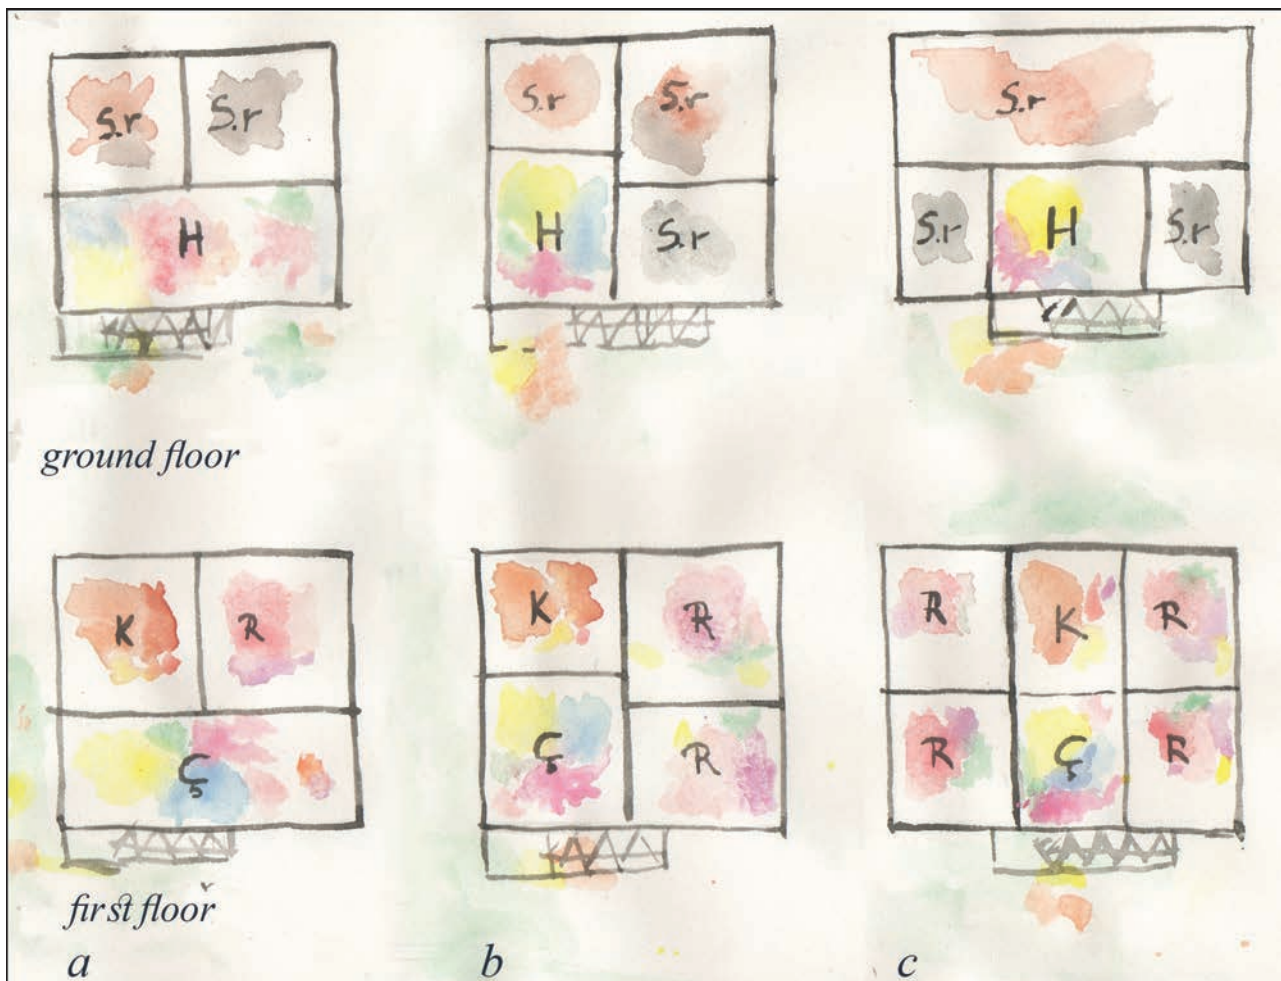 S.r S.r S.r S.r S.r
H H S.r S.r H S.r
ground floor
K R K R R K R
Ç Ç R R Ç R
first floor
a b c